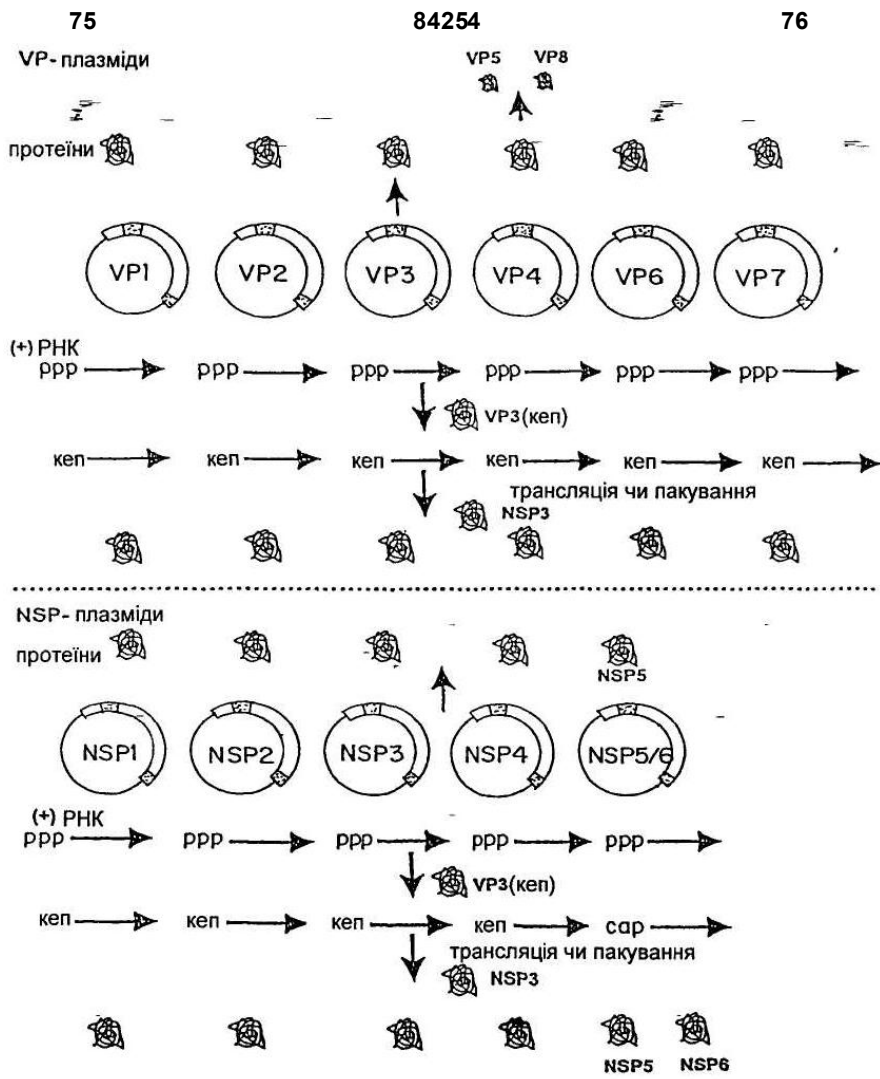 75 84254 76
VP- плазміди
VP5 VP8
протеїни
VP1 VP2 VP3 VP4 VP6 VP7
(+) РНК
ppp ppp ppp ppp ppp ppp
VP3(кеп)
кеп кеп кеп кеп кеп кеп
трансляція чи пакування
NSP3
NSP- плазміди
протеїни
NSP5
NSP1 NSP2 NSP3 NSP4 NSP5/6
(+) РНК
ppp ppp ppp ppp ppp
VP3(кеп)
кеп кеп кеп кеп cap
трансляція чи пакування
NSP3
NSP5 NSP6